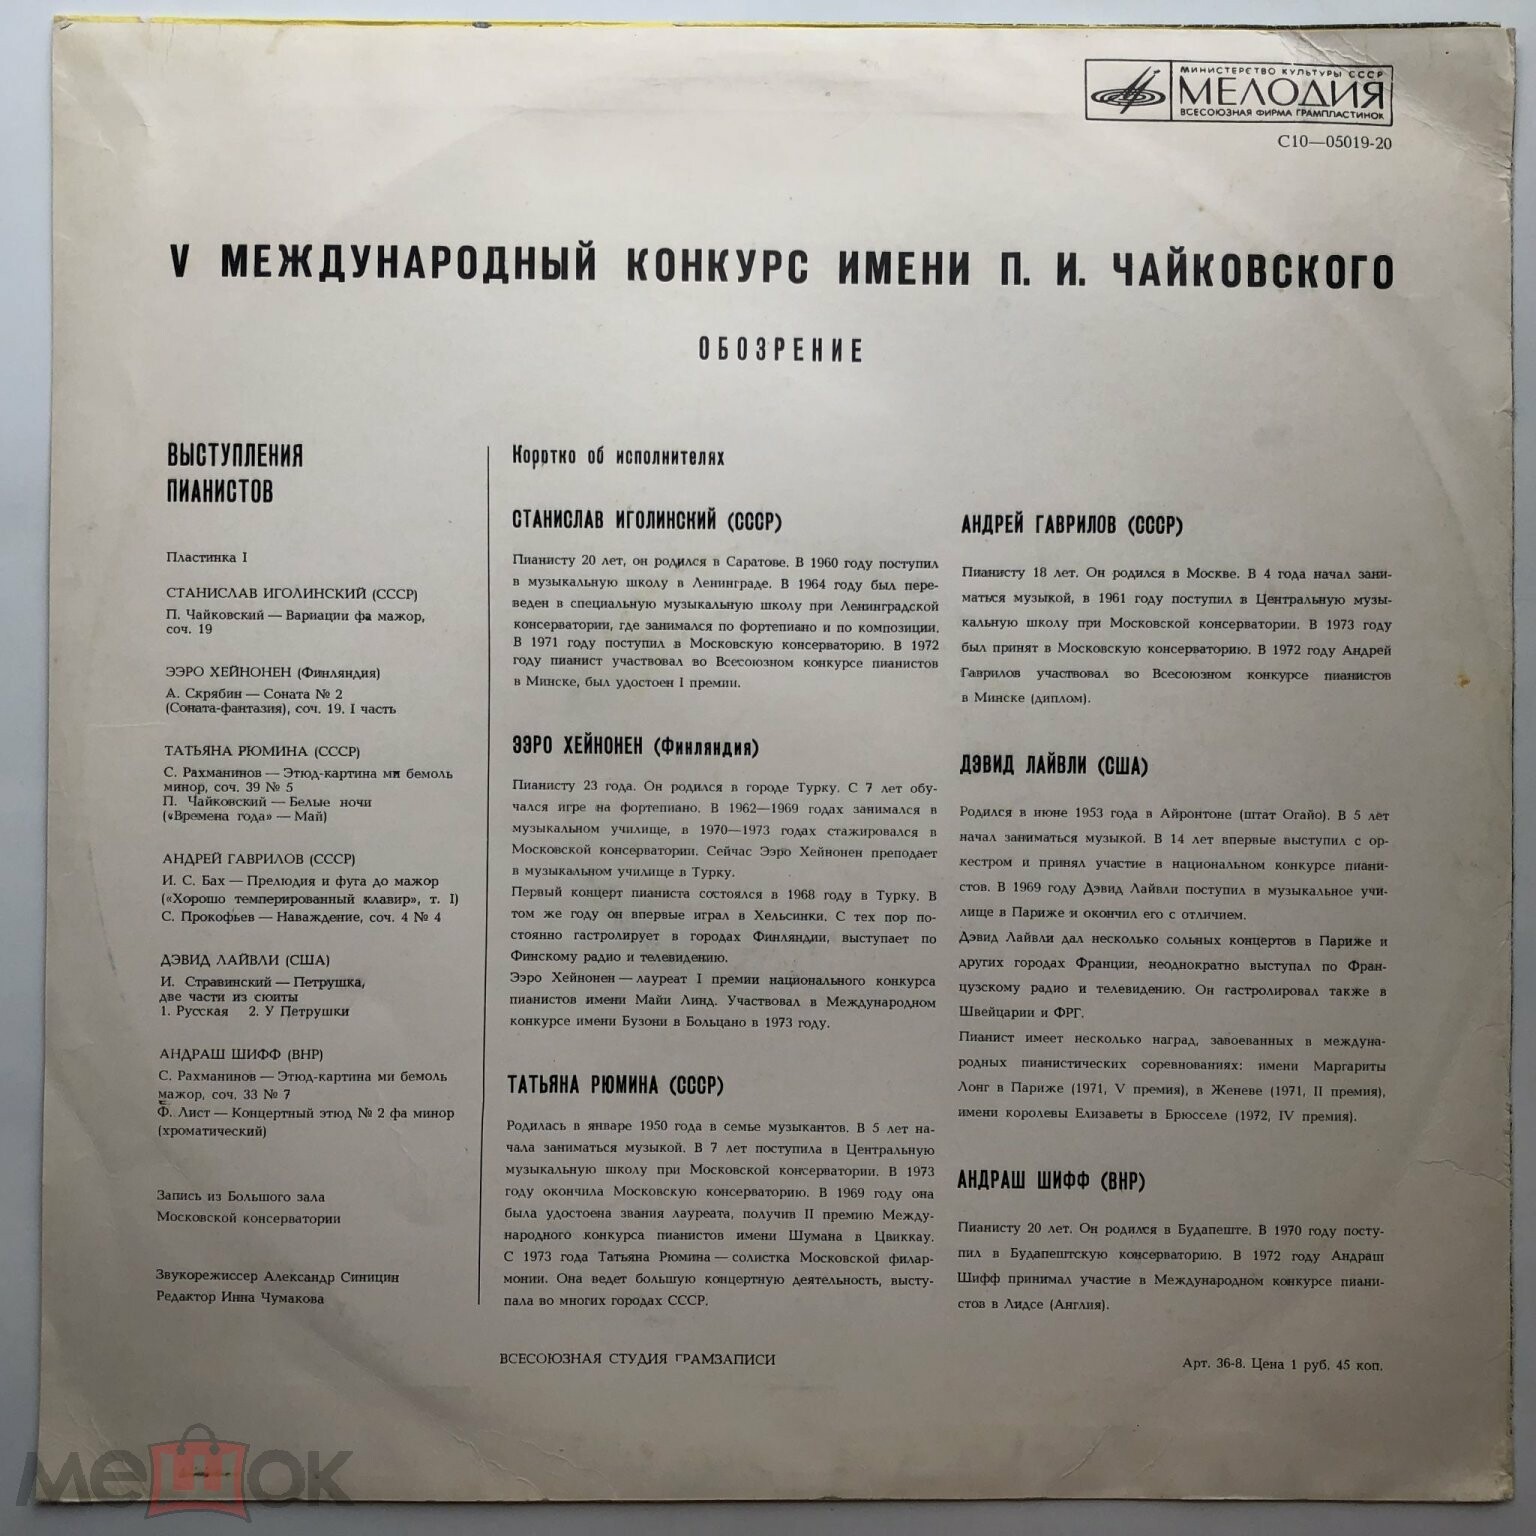 МИНИСТЕРСТВО КУЛЬТУРЫ СССР
МЕЛОДИЯ
ВСЕСОЮЗНАЯ ФИРМА ГРАМПЛАСТИНОК
С10—05019-20
V МЕЖДУНАРОДНЫЙ КОНКУРС ИМЕНИ П. И. ЧАЙКОВСКОГО
ОБОЗРЕНИЕ
ВЫСТУПЛЕНИЯ
ПИАНИСТОВ
Пластинка I
СТАНИСЛАВ ИГОЛИНСКИЙ (СССР)
П. Чайковский — Вариации фа мажор,
соч. 19
ЭЭРО ХЕЙНОНЕН (Финляндия)
А. Скрябин — Соната № 2
(Соната-фантазия), соч. 19. I часть
ТАТЬЯНА РЮМИНА (СССР)
С. Рахманинов — Этюд-картина ми бемоль
минор, соч. 39 № 5
П. Чайковский — Белые ночи
(«Времена года» — Май)
АНДРЕЙ ГАВРИЛОВ (СССР)
И. С. Бах — Прелюдия и фуга до мажор
(«Хорошо темперированный клавир», т. I)
С. Прокофьев — Наваждение, соч. 4 № 4
ДЭВИД ЛАЙВЛИ (США)
И. Стравинский — Петрушка,
две части из сюиты
1. Русская 2. У Петрушки
АНДРАШ ШИФФ (ВНР)
С. Рахманинов — Этюд-картина ми бемоль
мажор, соч. 33 № 7
Ф. Лист — Концертный этюд № 2 фа минор
(хроматический)
Запись из Большого зала
Московской консерватории
Звукорежиссер Александр Синицин
Редактор Инна Чумакова
Коротко об исполнителях
СТАНИСЛАВ ИГОЛИНСКИЙ (СССР)
Пианисту 20 лет, он родился в Саратове. В 1960 году поступил
в музыкальную школу в Ленинграде. В 1964 году был пере-
веден в специальную музыкальную школу при Ленинградской
консерватории, где занимался по фортепиано и по композиции.
В 1971 году поступил в Московскую консерваторию. В 1972
году пианист участвовал во Всесоюзном конкурсе пианистов
в Минске, был удостоен I премии.
ЭЭРО ХЕЙНОНЕН (Финляндия)
Пианисту 23 года. Он родился в городе Турку. С 7 лет обу-
чался игре на фортепиано. В 1962—1969 годах занимался в
музыкальном училище, в 1970—1973 годах стажировался в
Московской консерватории. Сейчас Ээро Хейнонен преподает
в музыкальном училище в Турку.
Первый концерт пианиста состоялся в 1968 году в Турку. В
том же году он впервые играл в Хельсинки. С тех пор по-
стоянно гастролирует в городах Финляндии, выступает по
Финскому радио и телевидению.
Ээро Хейнонен — лауреат I премии национального конкурса
пианистов имени Майи Линд. Участвовал в Международном
конкурсе имени Бузони в Больцано в 1973 году.
ТАТЬЯНА РЮМИНА (СССР)
Родилась в январе 1950 года в семье музыкантов. В 5 лет на-
чала заниматься музыкой. В 7 лет поступила в Центральную
музыкальную школу при Московской консерватории. В 1973
году окончила Московскую консерваторию. В 1969 году она
была удостоена звания лауреата, получив II премию Между-
народного конкурса пианистов имени Шумана в Цвиккау.
С 1973 года Татьяна Рюмина — солистка Московской филар-
монии. Она ведет большую концертную деятельность, высту-
пала во многих городах СССР.
АНДРЕЙ ГАВРИЛОВ (СССР)
Пианисту 18 лет. Он родился в Москве. В 4 года начал зани-
маться музыкой, в 1961 году поступил в Центральную музы-
кальную школу при Московской консерватории. В 1973 году
был принят в Московскую консерваторию. В 1972 году Андрей
Гаврилов участвовал во Всесоюзном конкурсе пианистов
в Минске (диплом).
ДЭВИД ЛАЙВЛИ (США)
Родился в июне 1953 года в Айронтоне (штат Огайо). В 5 лет
начал заниматься музыкой. В 14 лет впервые выступил с ор-
кестром и принял участие в национальном конкурсе пиани-
стов. В 1969 году Дэвид Лайвли поступил в музыкальное учи-
лище в Париже и окончил его с отличием.
Дэвид Лайвли дал несколько сольных концертов в Париже и
других городах Франции, неоднократно выступал по Фран-
цузскому радио и телевидению. Он гастролировал также в
Швейцарии и ФРГ.
Пианист имеет несколько наград, завоеванных в междуна-
родных пианистических соревнованиях: имени Маргариты
Лонг в Париже (1971, V премия), в Женеве (1971, II премия),
имени королевы Елизаветы в Брюсселе (1972, IV премия).
АНДРАШ ШИФФ (ВНР)
Пианисту 20 лет. Он родился в Будапеште. В 1970 году посту-
пил в Будапештскую консерваторию. В 1972 году Андраш
Шифф принимал участие в Международном конкурсе пиани-
стов в Лидсе (Англия).
ВСЕСОЮЗНАЯ СТУДИЯ ГРАМЗАПИСИ
Арт. 36-8. Цена 1 руб. 45 коп.
мешок